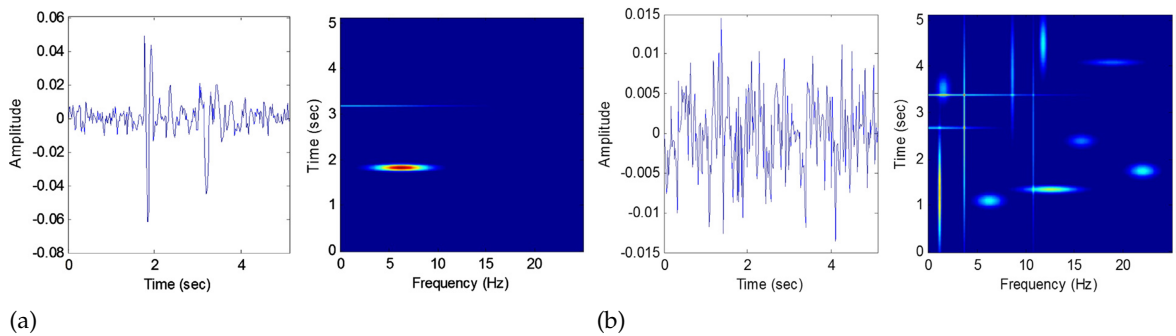 0.06
0.04
0.02
0
-0.02
-0.04
-0.06
0.08
Amplitude
0 2 4
Time (sec)
5
4
3
2
1
0
Time (sec)
0 5 10 15 20
Frequency (Hz)
(a)
0.015
0.01
0.005
0
-0.005
-0.01
-0.015
Amplitude
0 2 4
Time (sec)
5
4
3
2
1
0
Time (sec)
0 5 10 15 20
Frequency (Hz)
(b)